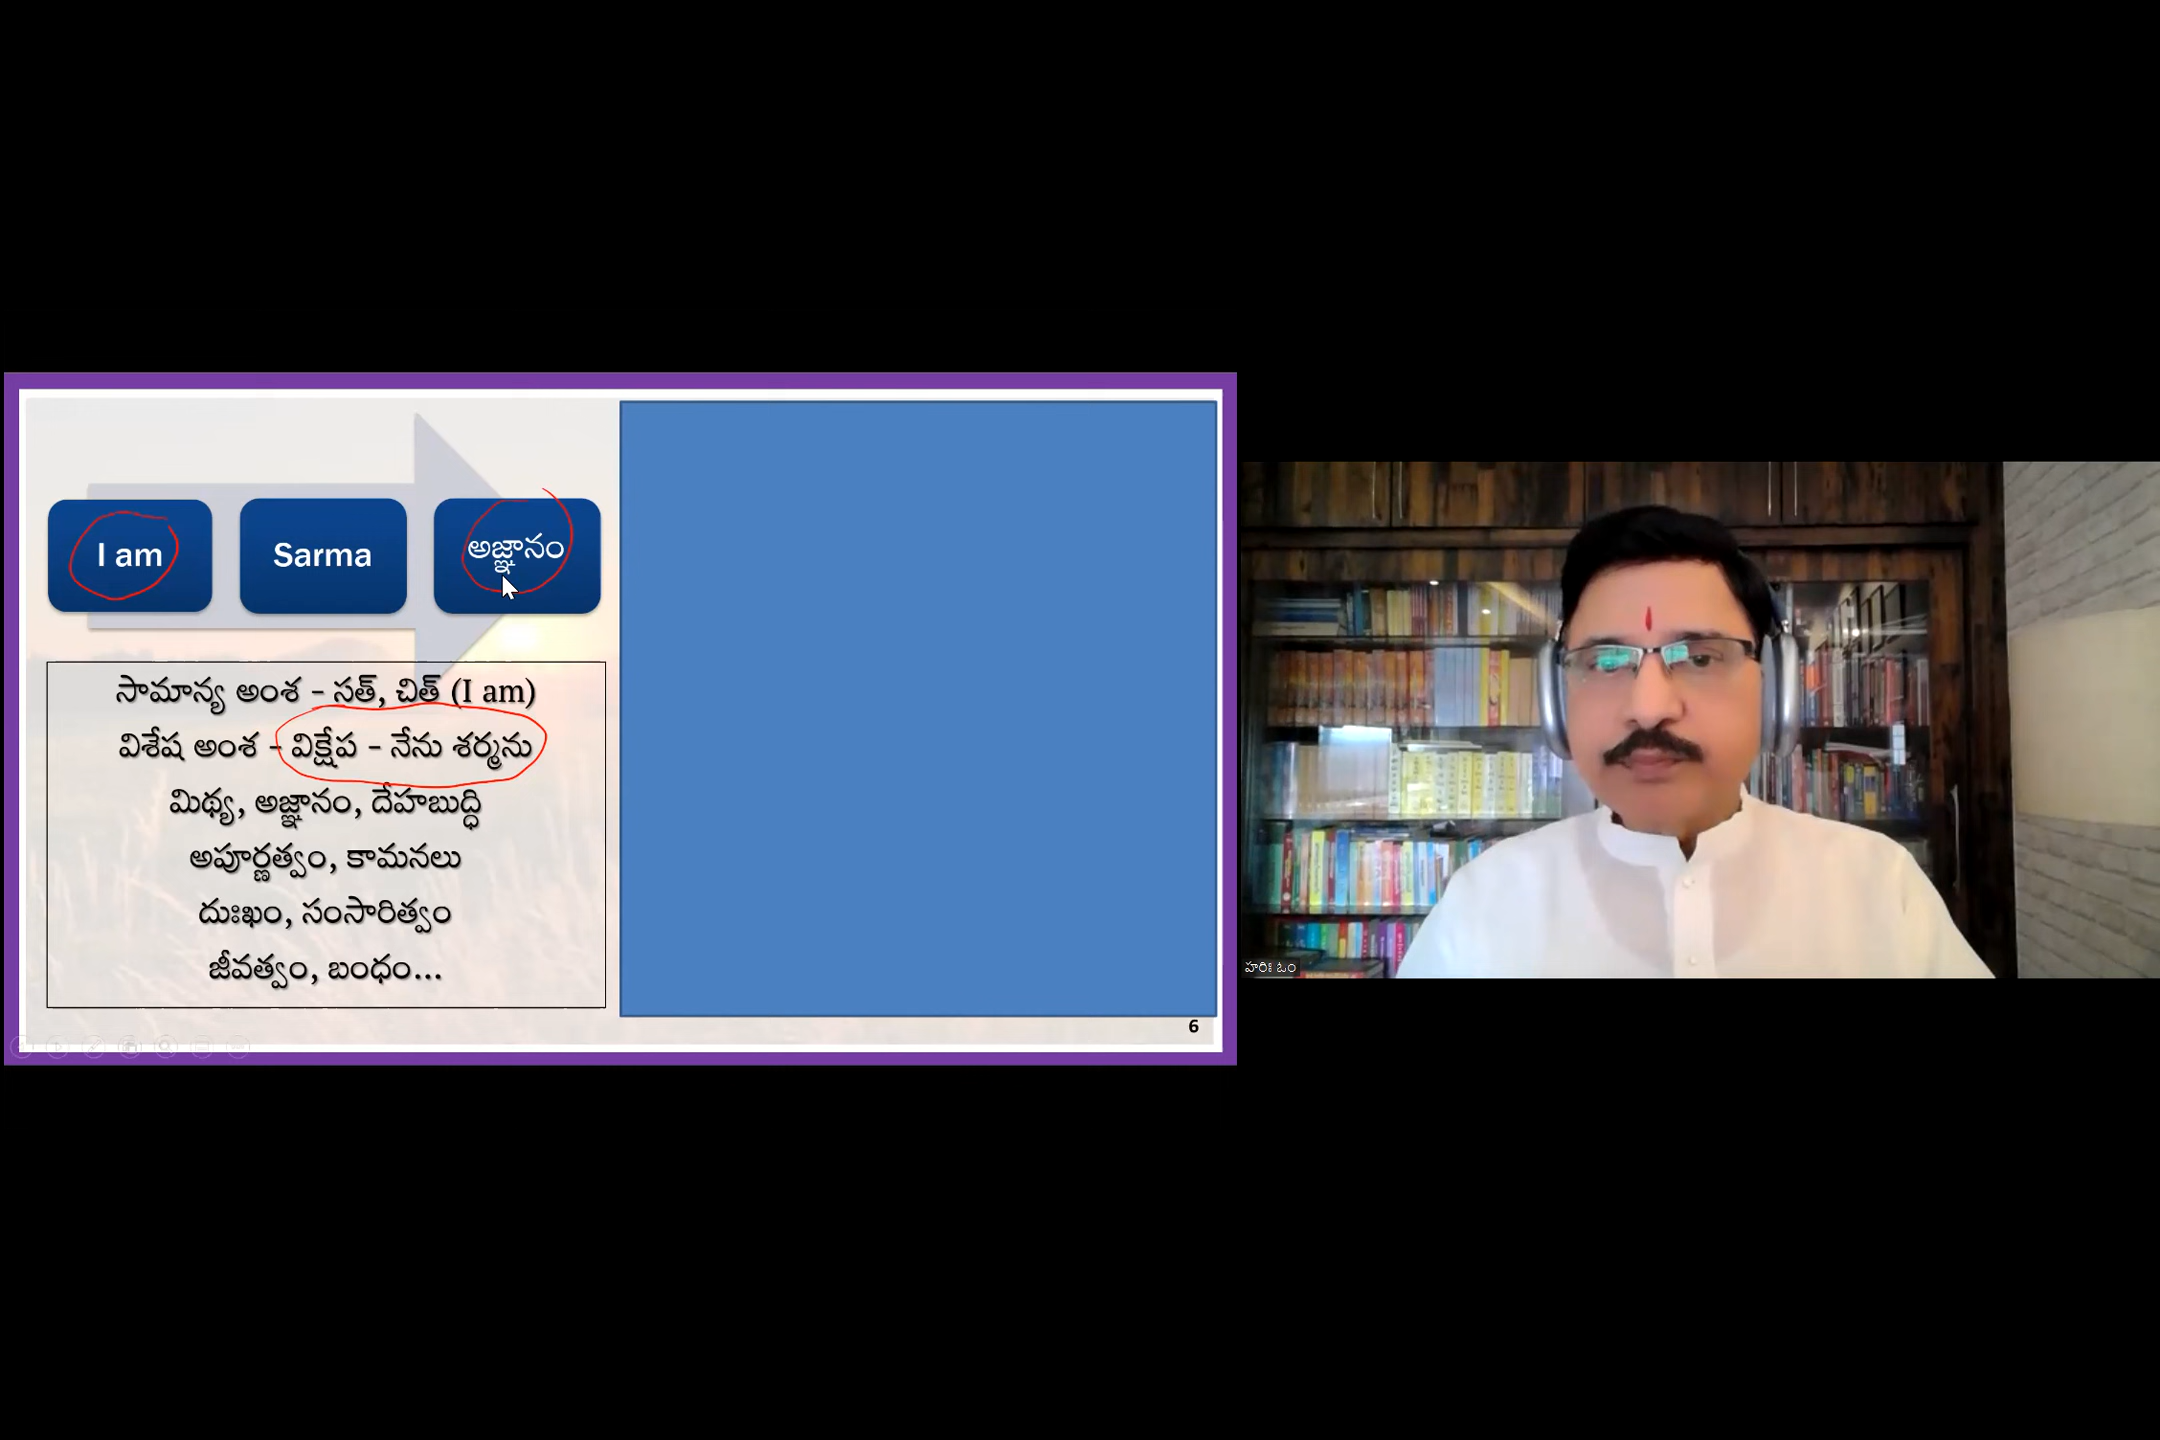 I am
Sarma
అజ్ఞానం
సామాన్య అంశ - సత్, చిత్ (I am)
విశేష అంశ - విక్షేప - నేను శర్మను
మిథ్య, అజ్ఞానం, దేహబుద్ధి
అపూర్ణత్వం, కామనలు
దుఃఖం, సంసారిత్వం
జీవత్వం, బంధం...
6
హరిః ఓం